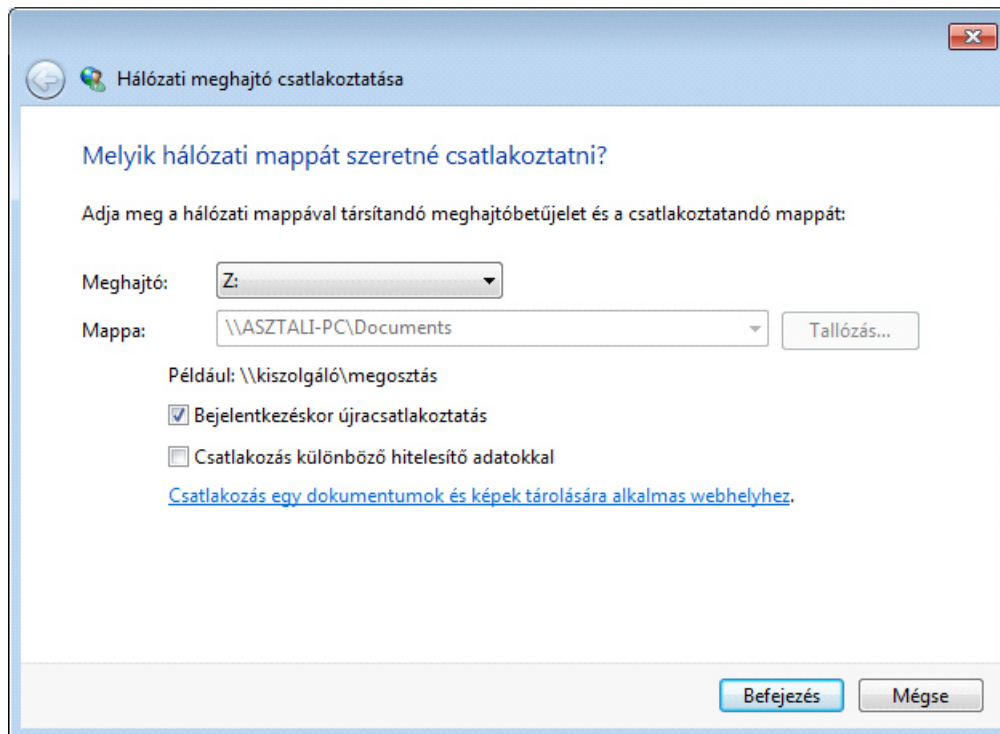 Hálózati meghajtó csatlakoztatása
Melyik hálózati mappát szeretné csatlakoztatni?
Adja meg a hálózati mappával társítandó meghajtóbetűjelet és a csatlakoztatandó mappát:
Meghajtó: Z:
Mappa: \\ASZTALI-PC\Documents Tallózás...
Például: \\kiszolgáló\megosztás
Bejelentkezéskor újracsatlakoztatás
Csatlakozás különböző hitelesítő adatokkal
Csatlakozás egy dokumentumok és képek tárolására alkalmas webhelyhez.
Befejezés Mégse